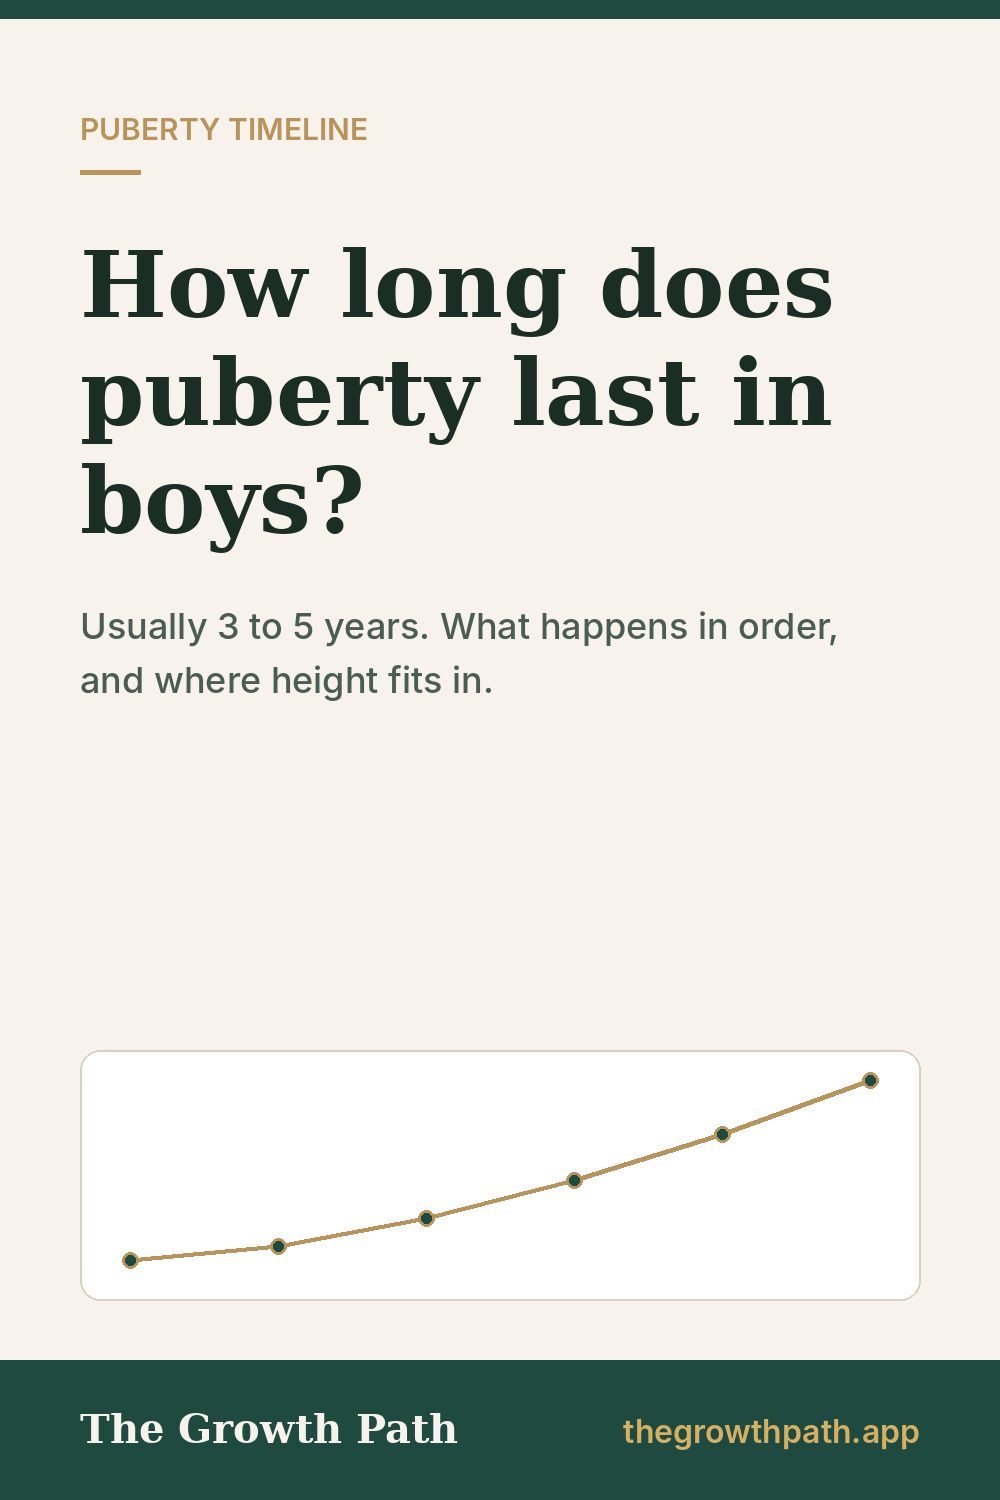 PUBERTY TIMELINE
How long does
puberty last in
boys?
Usually 3 to 5 years. What happens in order,
and where height fits in.
The Growth Path
thegrowthpath.app